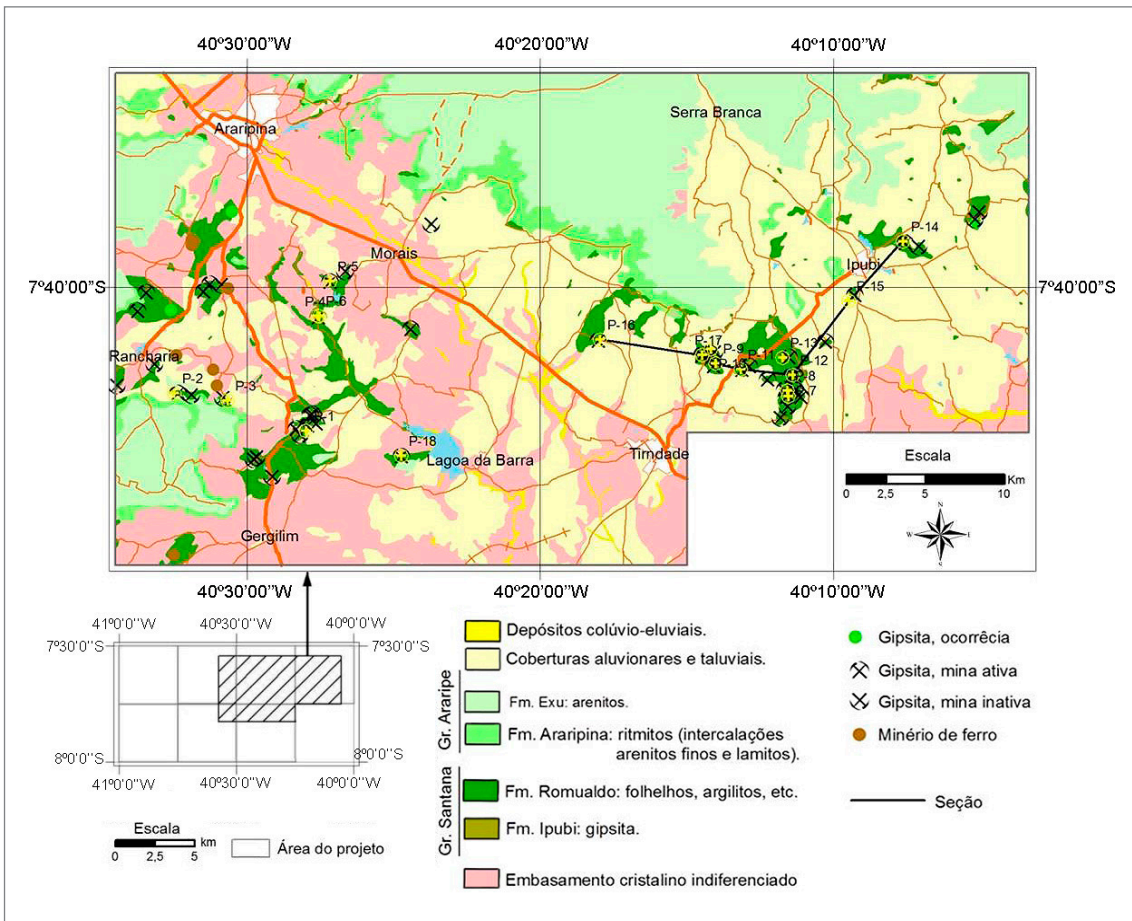 40º30'00''W 40º20'00''W 40º10'00''W
Serra Branca
Araripina
P-14
Morais
P-5
Ipubi
7º40'00''S 7º40'00''S
P-15
P-4 P-6
P-16
P-17
P-13
P-9
Rancharia
P-11
P-12
P-2
P-3
P-18
Lagoa da Barra
Trindade
Gergilim
Escala
0 2,5 5 10 Km
N
W E
S
40º30'00''W 40º20'00''W 40º10'00''W
41º0'0''W 40º30'0''W 40º0'0''W
7º30'0''S 7º30'0''S
8º0'0''S 8º0'0''S
41º0'0''W 40º30'0''W 40º0'0''W
Escala
0 2,5 5 km
Área do projeto
Depósitos colúvio-eluviais.
Coberturas aluvionares e taluviais.
Gr. Araripe
Fm. Exu: arenitos.
Fm. Araripina: ritmitos (intercalações
arenitos finos e lamitos).
Gr. Santana
Fm. Romualdo: folhelhos, argilitos, etc.
Fm. Ipubi: gipsita.
Embasamento cristalino indiferenciado
Gipsita, ocorrêcia
Gipsita, mina ativa
Gipsita, mina inativa
Minério de ferro
Seção